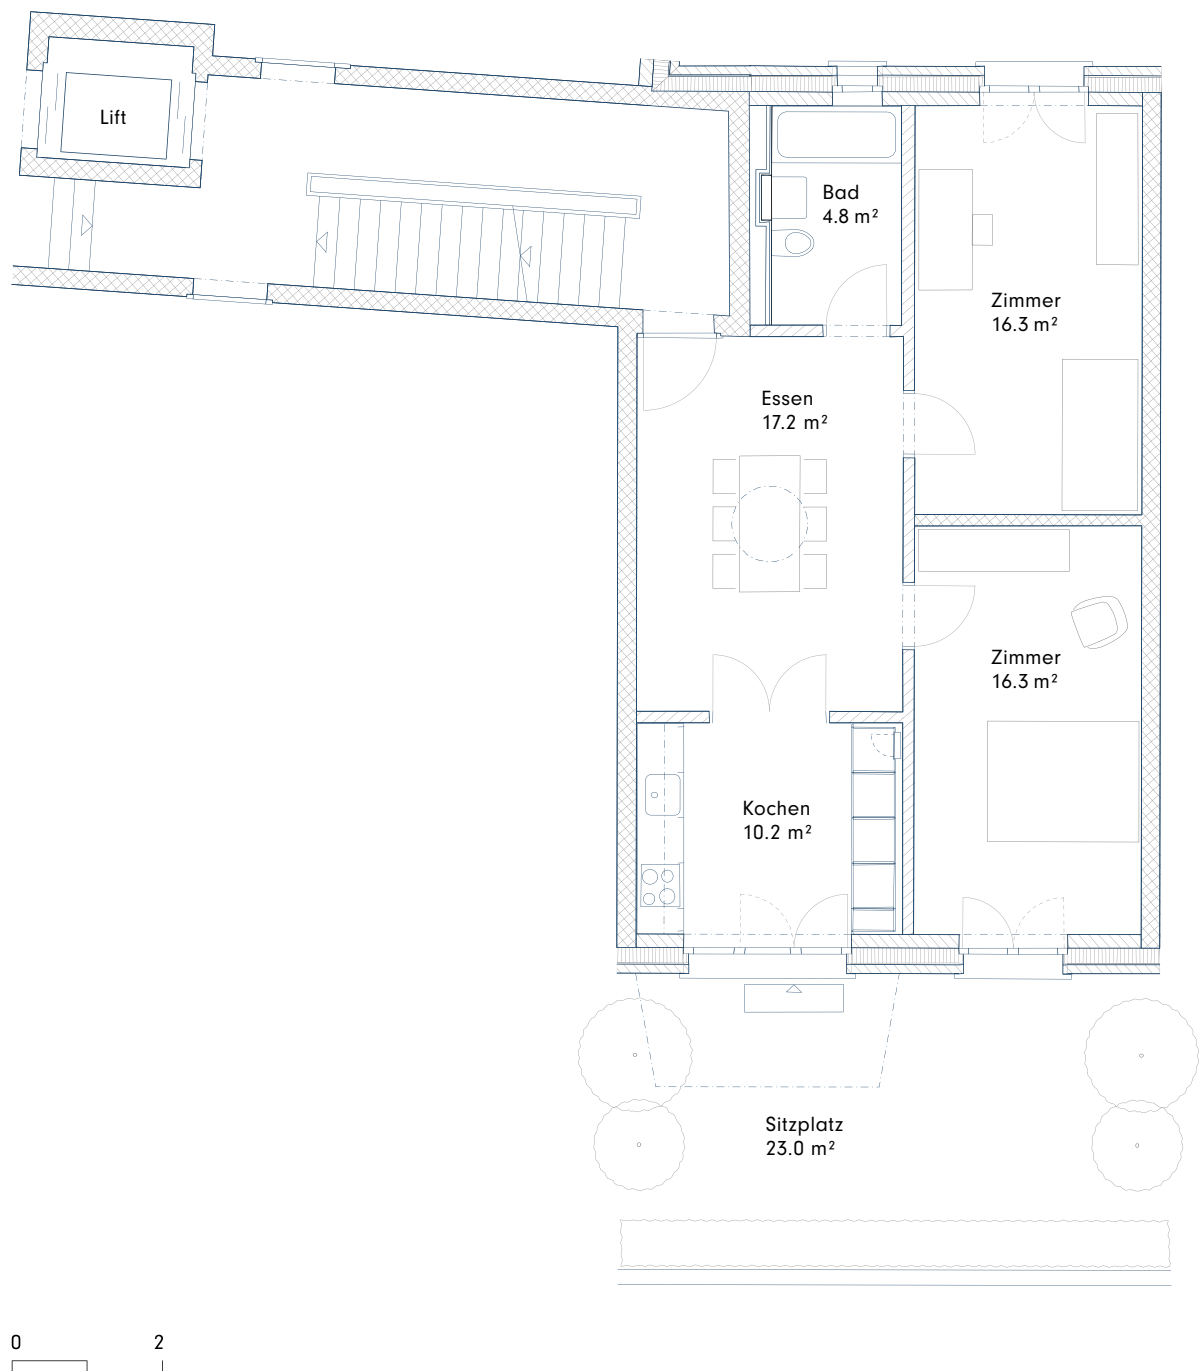 Lift
Bad
4.8 m²
Zimmer
16.3 m²
Essen
17.2 m²
Zimmer
16.3 m²
Kochen
10.2 m²
Sitzplatz
23.0 m²
0 2